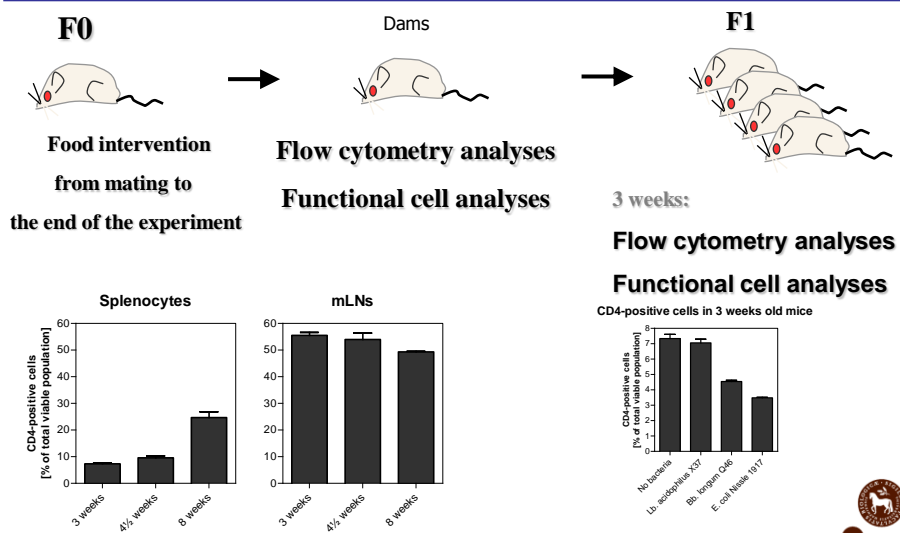 F0
Dams
F1
Food intervention
from mating to
the end of the experiment
Flow cytometry analyses
Functional cell analyses
3 weeks:
Flow cytometry analyses
Functional cell analyses
Splenocytes
CD4-positive cells
[% of total viable population]
60
50
40
30
20
10
0
3 weeks
4½ weeks
8 weeks
mLNs
60
50
40
30
20
10
0
3 weeks
4½ weeks
8 weeks
CD4-positive cells in 3 weeks old mice
CD4-positive cells
[% of total viable population]
8
7
6
5
4
3
2
1
0
No bacteria
Lb. acidophilus X37
Bb. longum Q46
E. coli Nissle 1917